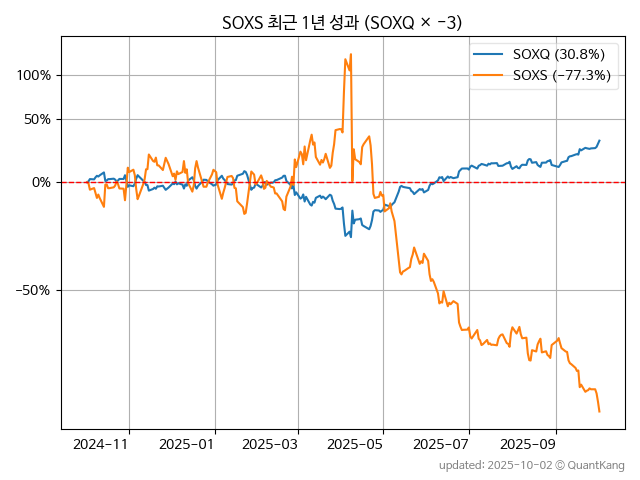 SOXS 최근 1년 성과 (SOXQ × −3)
SOXQ (30.8%)
SOXS (−77.3%)
100%
50%
0%
−50%
2024−11
2025−01
2025−03
2025−05
2025−07
2025−09
updated: 2025-10-02 © QuantKang